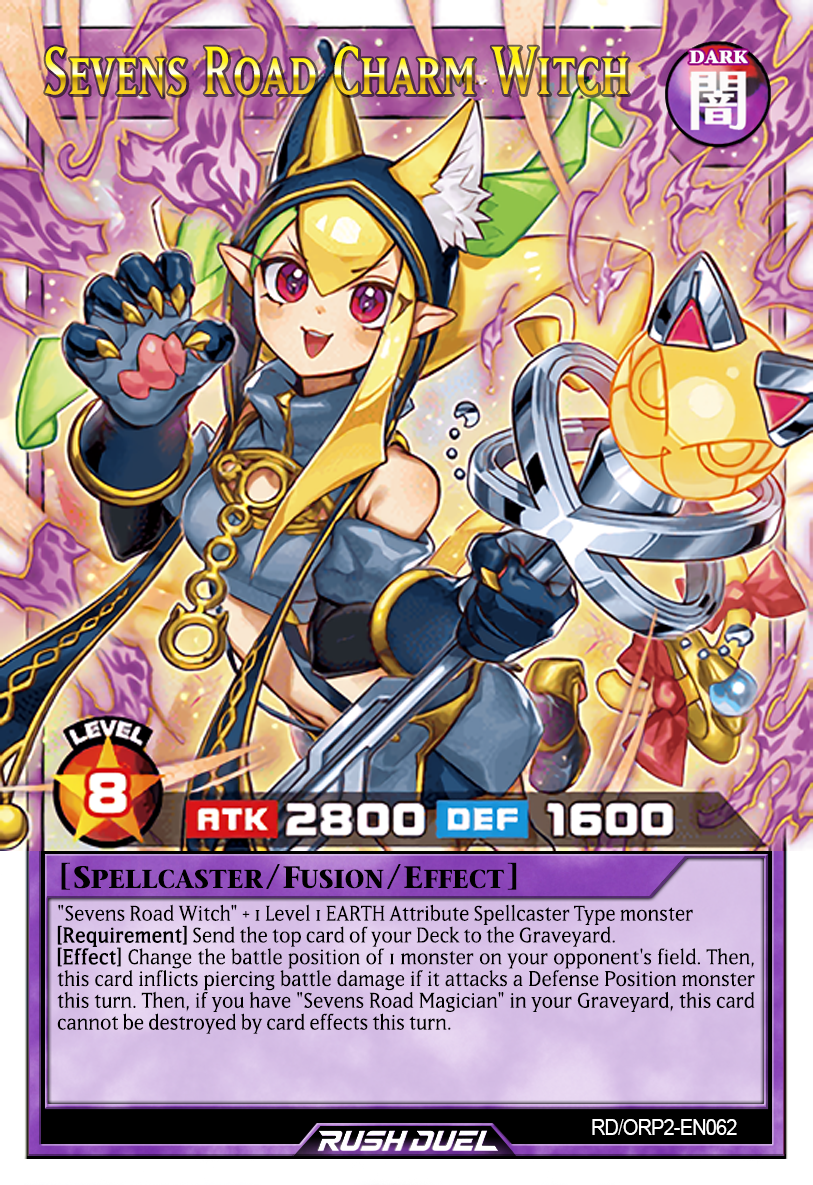 Sevens Road Charm Witch
DARK
闇
LEVEL
8
ATK 2800 DEF 1600
[Spellcaster/Fusion/Effect]
"Sevens Road Witch" + 1 Level 1 EARTH Attribute Spellcaster Type monster
[Requirement] Send the top card of your Deck to the Graveyard.
[Effect] Change the battle position of 1 monster on your opponent's field. Then,
this card inflicts piercing battle damage if it attacks a Defense Position monster
this turn. Then, if you have "Sevens Road Magician" in your Graveyard, this card
cannot be destroyed by card effects this turn.
RD/ORP2-EN062
RUSH DUEL